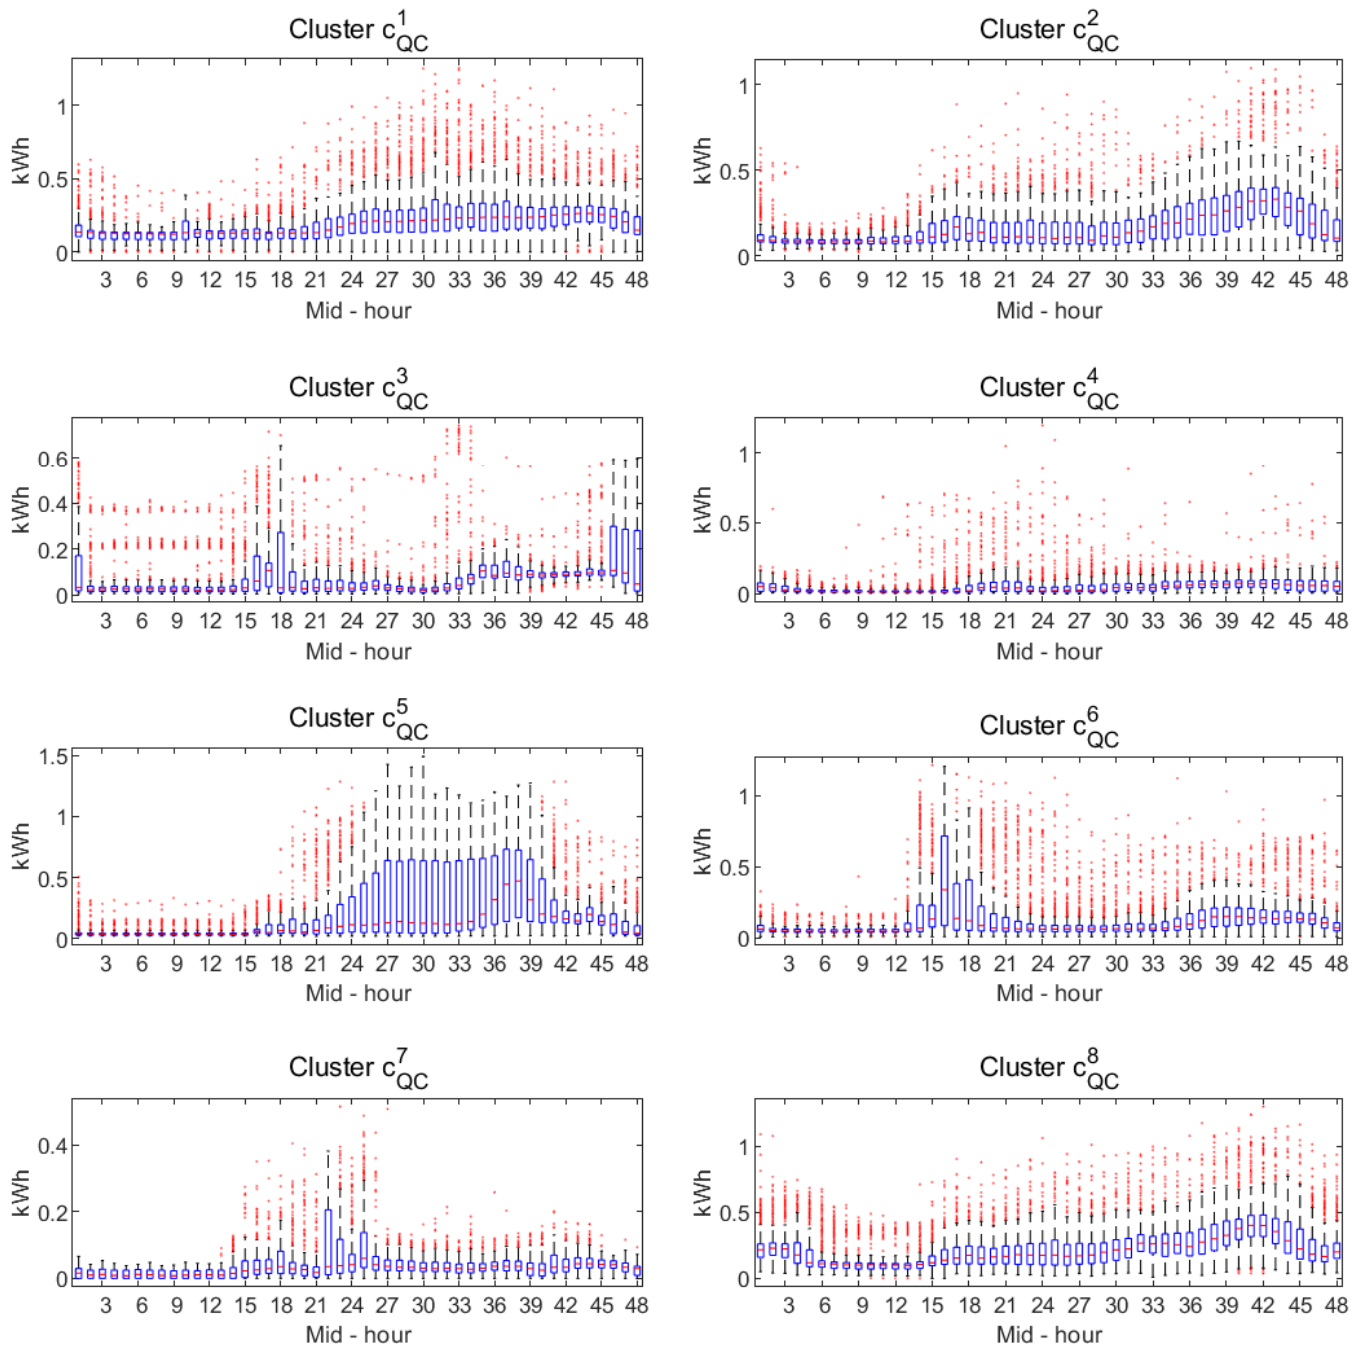 Cluster c¹_QC
Cluster c²_QC
kWh
1
0.5
0
3 6 9 12 15 18 21 24 27 30 33 36 39 42 45 48
Mid - hour
kWh
1
0.5
0
3 6 9 12 15 18 21 24 27 30 33 36 39 42 45 48
Mid - hour
Cluster c³_QC
Cluster c⁴_QC
kWh
0.6
0.4
0.2
0
3 6 9 12 15 18 21 24 27 30 33 36 39 42 45 48
Mid - hour
kWh
1
0.5
0
3 6 9 12 15 18 21 24 27 30 33 36 39 42 45 48
Mid - hour
Cluster c⁵_QC
Cluster c⁶_QC
kWh
1.5
1
0.5
0
3 6 9 12 15 18 21 24 27 30 33 36 39 42 45 48
Mid - hour
kWh
1
0.5
0
3 6 9 12 15 18 21 24 27 30 33 36 39 42 45 48
Mid - hour
Cluster c⁷_QC
Cluster c⁸_QC
kWh
0.4
0.2
0
3 6 9 12 15 18 21 24 27 30 33 36 39 42 45 48
Mid - hour
kWh
1
0.5
0
3 6 9 12 15 18 21 24 27 30 33 36 39 42 45 48
Mid - hour